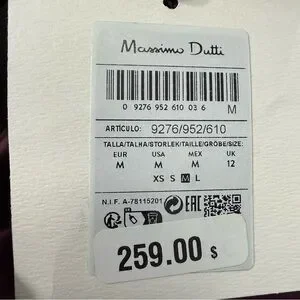 Massimo Dutti
0 9276 952 610 03 6 M
ARTÍCULO: 9276/952/610
TALLA/TALHA/STORLEK/TAILLE/GRÖBE/SIZE:
EUR USA MEX UK
M M M 12
XS S M L
N.I.F. A-78115201
259.00 $